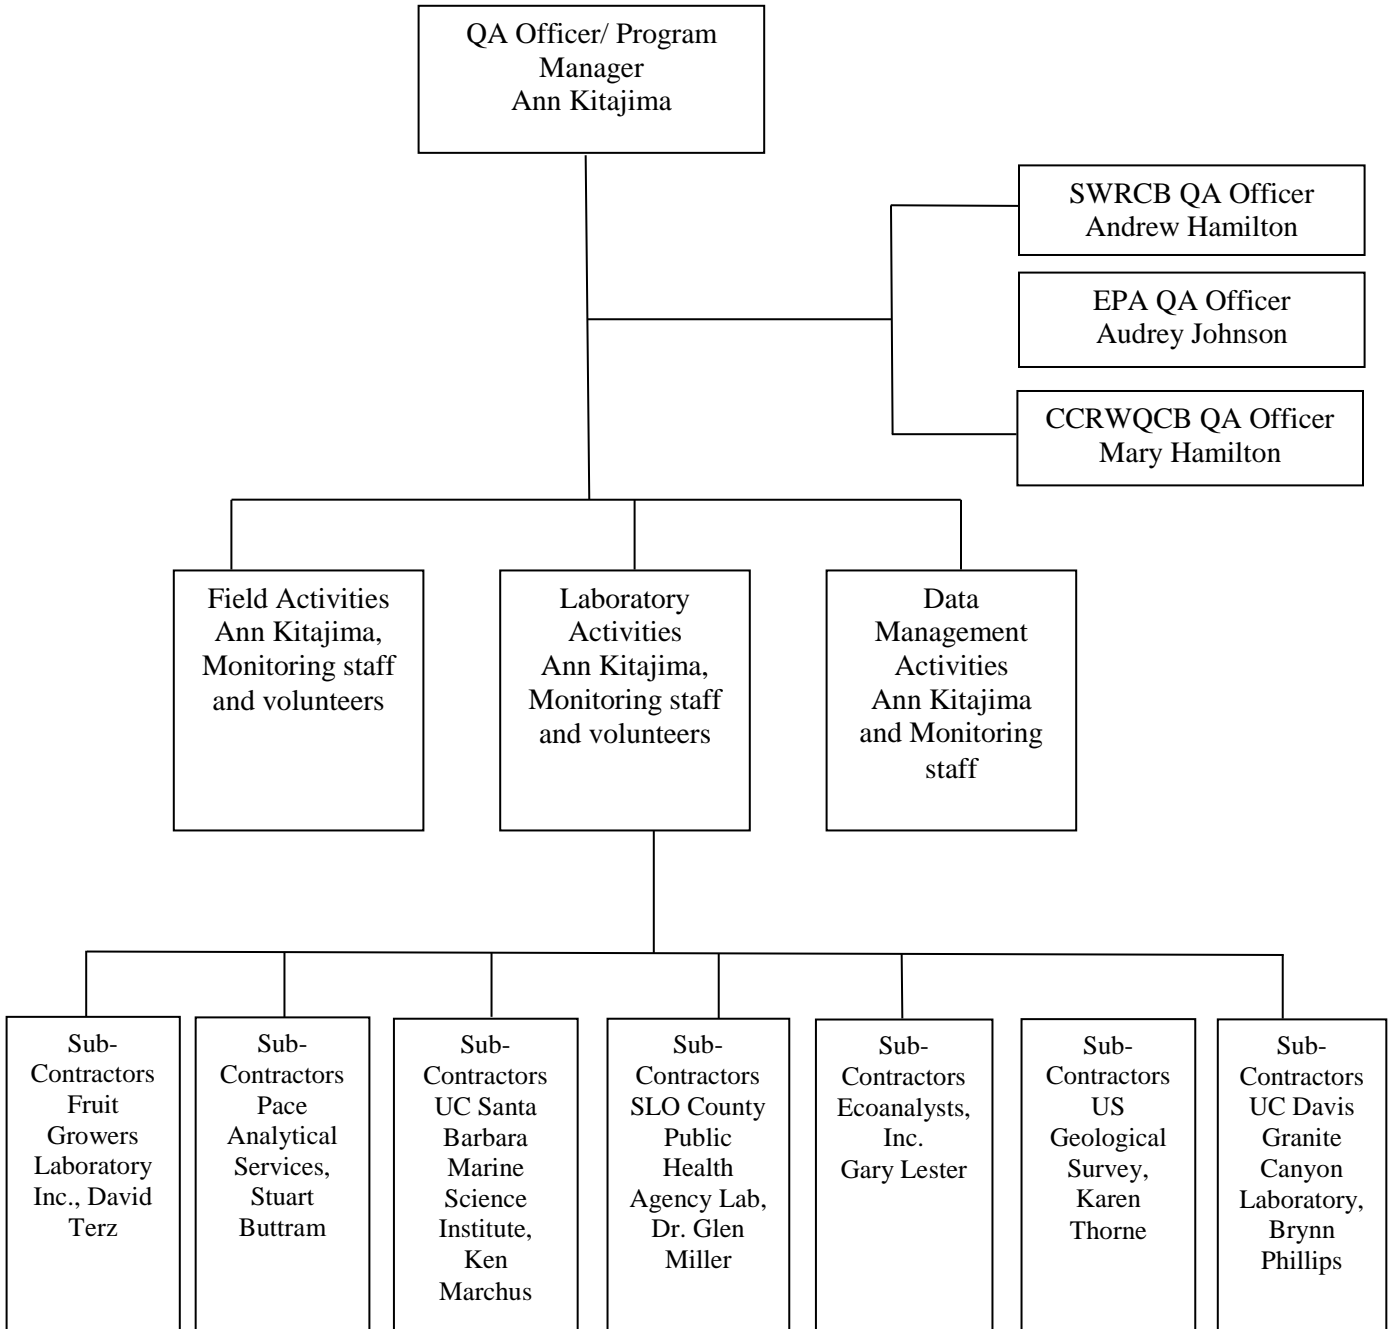 QA Officer/ Program
Manager
Ann Kitajima
SWRCB QA Officer
Andrew Hamilton
EPA QA Officer
Audrey Johnson
CCRWQCB QA Officer
Mary Hamilton
Field Activities
Ann Kitajima,
Monitoring staff
and volunteers
Laboratory
Activities
Ann Kitajima,
Monitoring staff
and volunteers
Data
Management
Activities
Ann Kitajima
and Monitoring
staff
Sub-
Contractors
Fruit
Growers
Laboratory
Inc., David
Terz
Sub-
Contractors
Pace
Analytical
Services,
Stuart
Buttram
Sub-
Contractors
UC Santa
Barbara
Marine
Science
Institute,
Ken
Marchus
Sub-
Contractors
SLO County
Public
Health
Agency Lab,
Dr. Glen
Miller
Sub-
Contractors
Ecoanalysts,
Inc.
Gary Lester
Sub-
Contractors
US
Geological
Survey,
Karen
Thorne
Sub-
Contractors
UC Davis
Granite
Canyon
Laboratory,
Brynn
Phillips